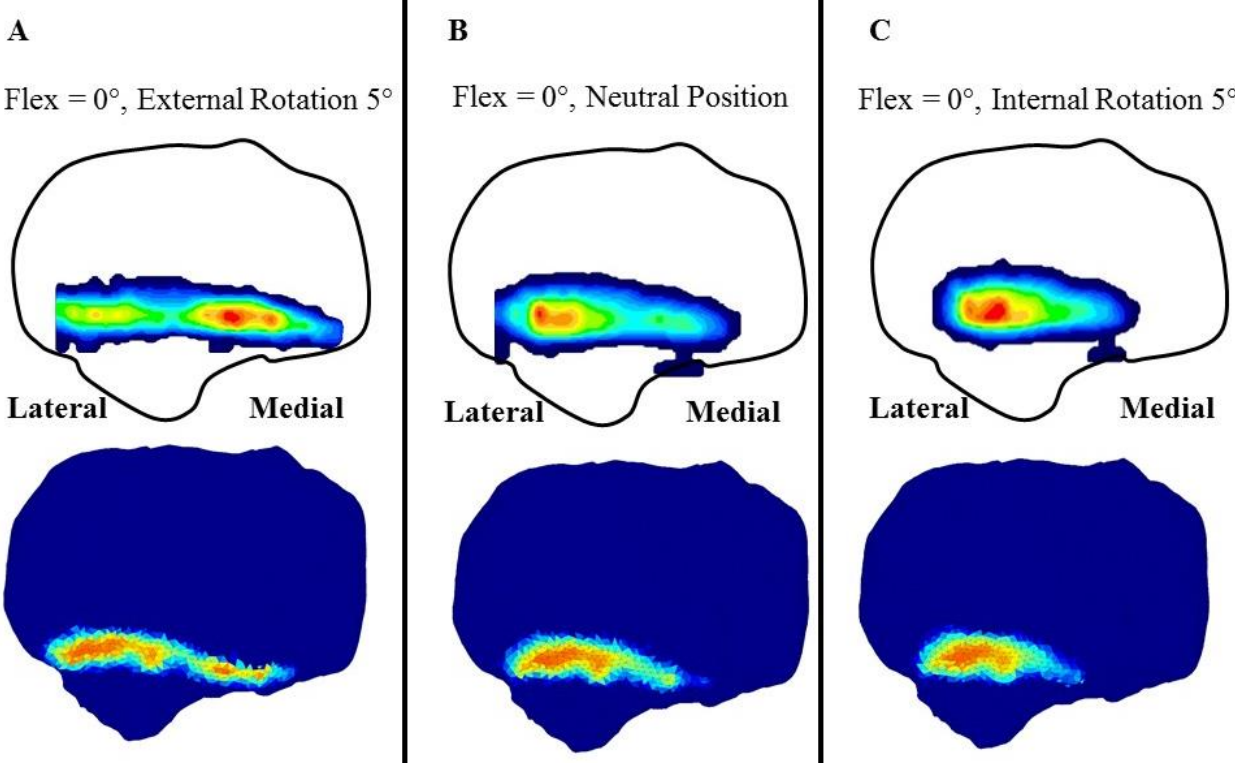 A
Flex = 0°, External Rotation 5°
Lateral Medial
B
Flex = 0°, Neutral Position
Lateral Medial
C
Flex = 0°, Internal Rotation 5°
Lateral Medial